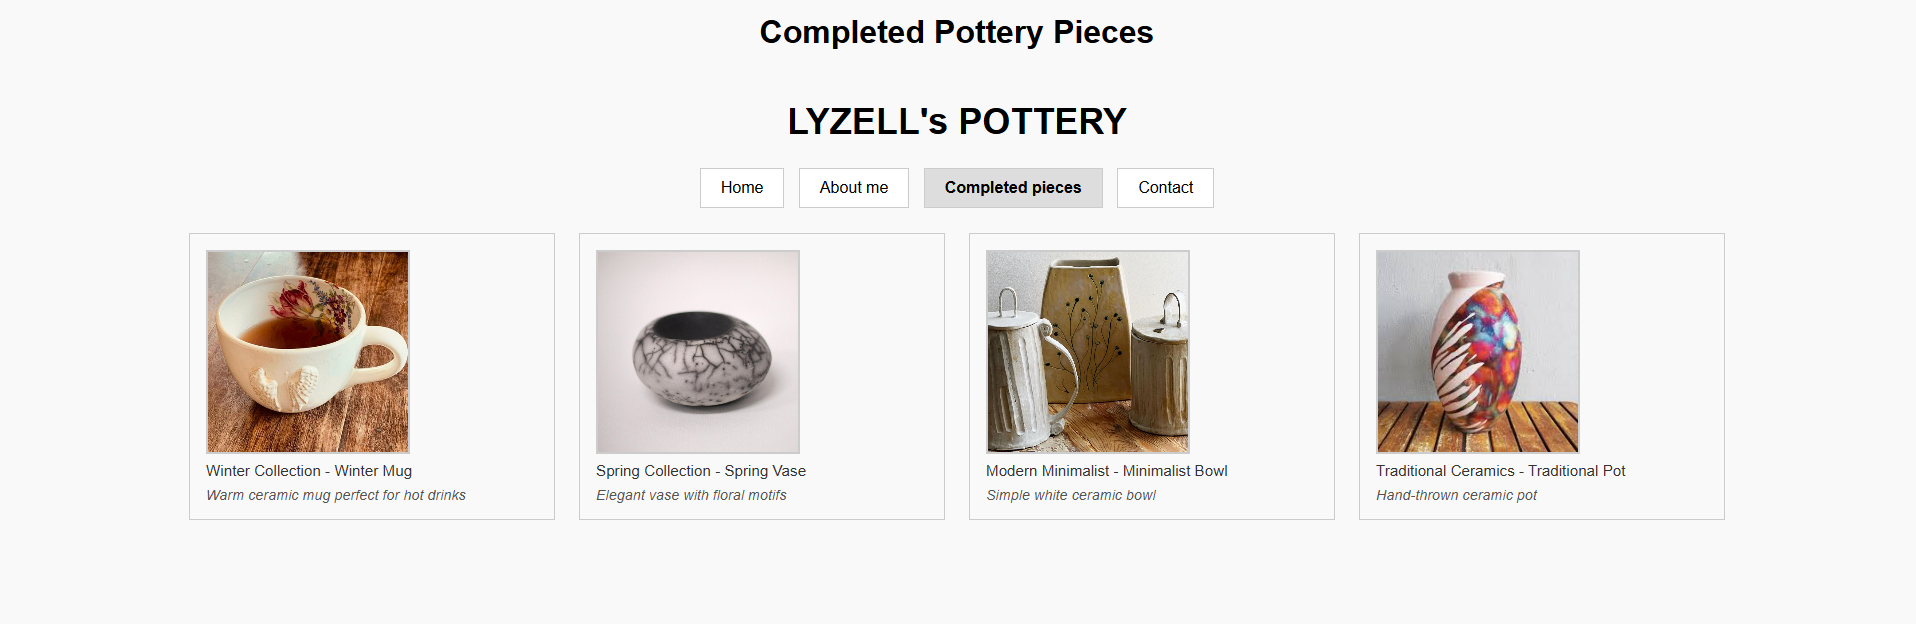 Completed Pottery Pieces
LYZELL's POTTERY
Home
About me
Completed pieces
Contact
Winter Collection - Winter Mug
Warm ceramic mug perfect for hot drinks
Spring Collection - Spring Vase
Elegant vase with floral motifs
Modern Minimalist - Minimalist Bowl
Simple white ceramic bowl
Traditional Ceramics - Traditional Pot
Hand-thrown ceramic pot